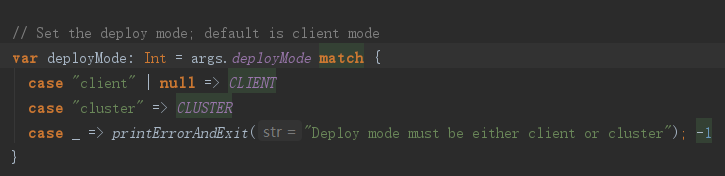 // Set the deploy mode; default is client mode
var deployMode: Int = args.deployMode match {
case "client" | null => CLIENT
case "cluster" => CLUSTER
case _ => printErrorAndExit( str = "Deploy mode must be either client or cluster"); -1
}